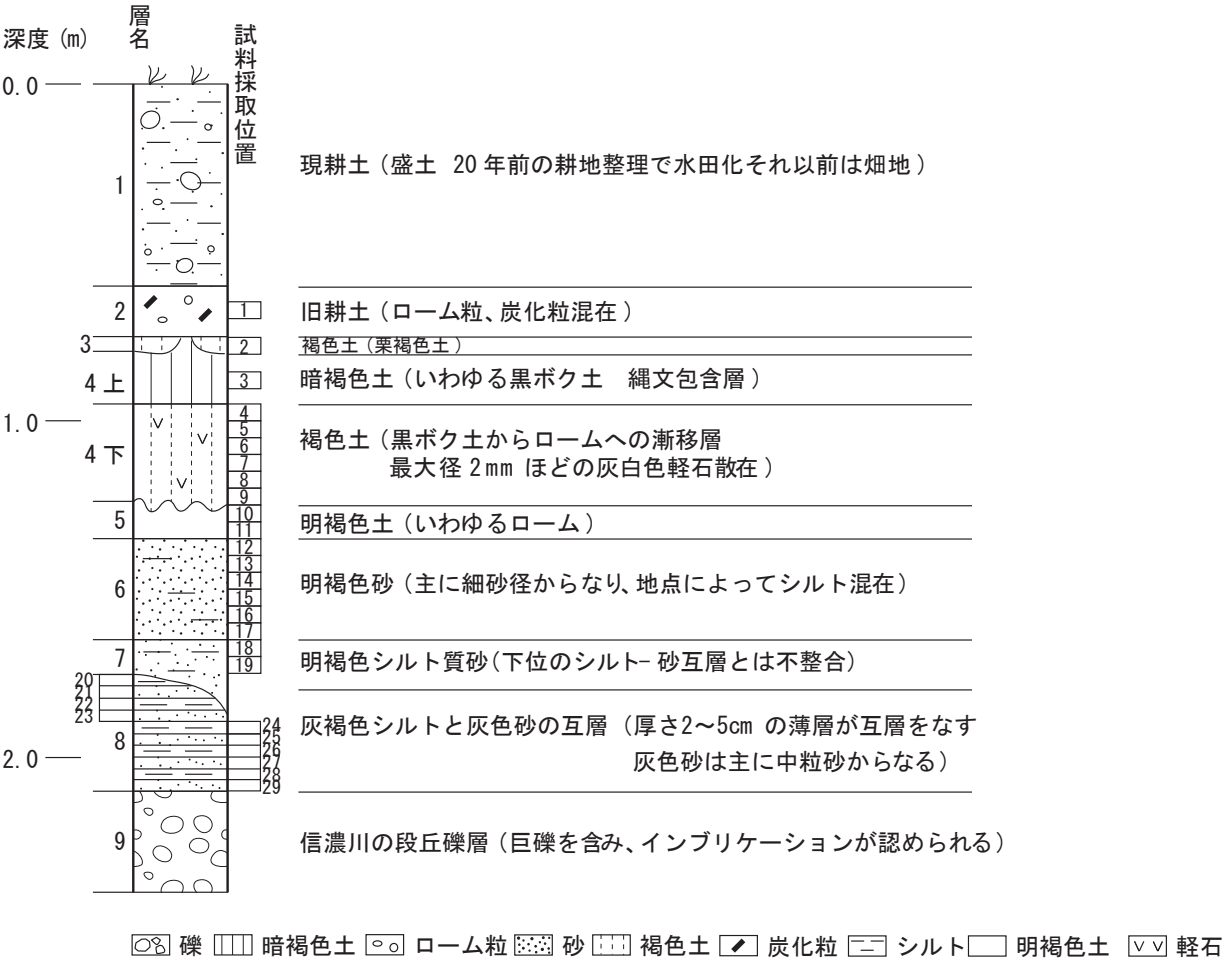 深度 (m)
層名
試料採取位置
0.0
1
現耕土 (盛土 20年前の耕地整理で水田化それ以前は畑地)
2
1
旧耕土 (ローム粒、炭化粒混在)
3
2
褐色土 (栗褐色土)
4上
3
暗褐色土 (いわゆる黒ボク土 縄文包含層)
1.0
4下
4
5
6
7
8
9
褐色土 (黒ボク土からロームへの漸移層
最大径2mm ほどの灰白色軽石散在)
5
10
11
明褐色土 (いわゆるローム)
6
12
13
14
15
16
17
明褐色砂 (主に細砂径からなり、地点によってシルト混在)
7
18
19
明褐色シルト質砂(下位のシルト-砂互層とは不整合)
20
21
22
23
8
24
25
26
27
28
29
灰褐色シルトと灰色砂の互層 (厚さ2~5cm の薄層が互層をなす
灰色砂は主に中粒砂からなる)
2.0
9
信濃川の段丘礫層 (巨礫を含み、インブリケーションが認められる)
礫 暗褐色土 ローム粒 砂 褐色土 炭化粒 シルト 明褐色土 軽石